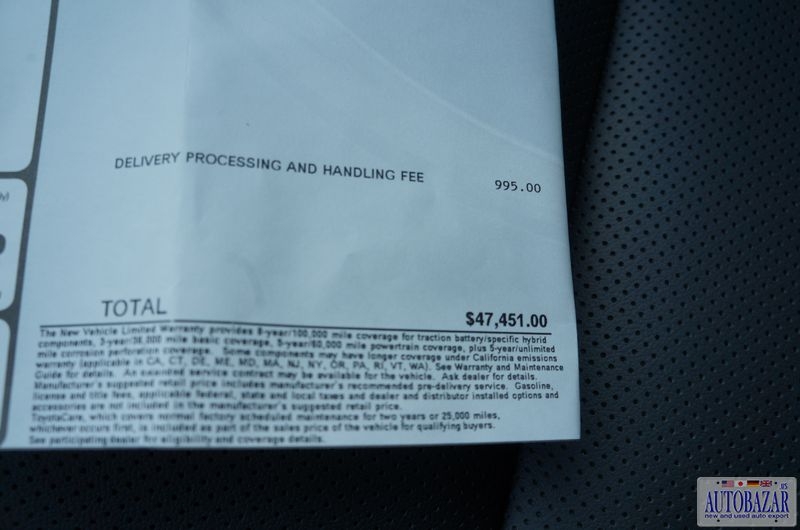 DELIVERY PROCESSING AND HANDLING FEE 995.00
TOTAL $47,451.00
The New Vehicle Limited Warranty provides 8-year/100,000 mile coverage for traction battery/specific hybrid
components, 3-year/36,000 mile basic coverage, 5-year/60,000 mile powertrain coverage, plus 5-year/unlimited
mile corrosion perforation coverage. Some components may have longer coverage under California emissions
warranty (applicable in CA, CT, DE, ME, MD, MA, NJ, NY, OR, PA, RI, VT, WA). See Warranty and Maintenance
Guide for details. An extended service contract may be available for the vehicle. Ask dealer for details.
Manufacturer's suggested retail price includes manufacturer's recommended pre-delivery service. Gasoline,
license and title fees, applicable federal, state and local taxes and dealer and distributor installed options and
accessories are not included in the manufacturer's suggested retail price.
ToyotaCare, which covers normal factory scheduled maintenance for two years or 25,000 miles,
whichever occurs first, is included as part of the sales price of the vehicle for qualifying buyers.
See participating dealer for eligibility and coverage details.
AUTOBAZAR.US
new and used auto export